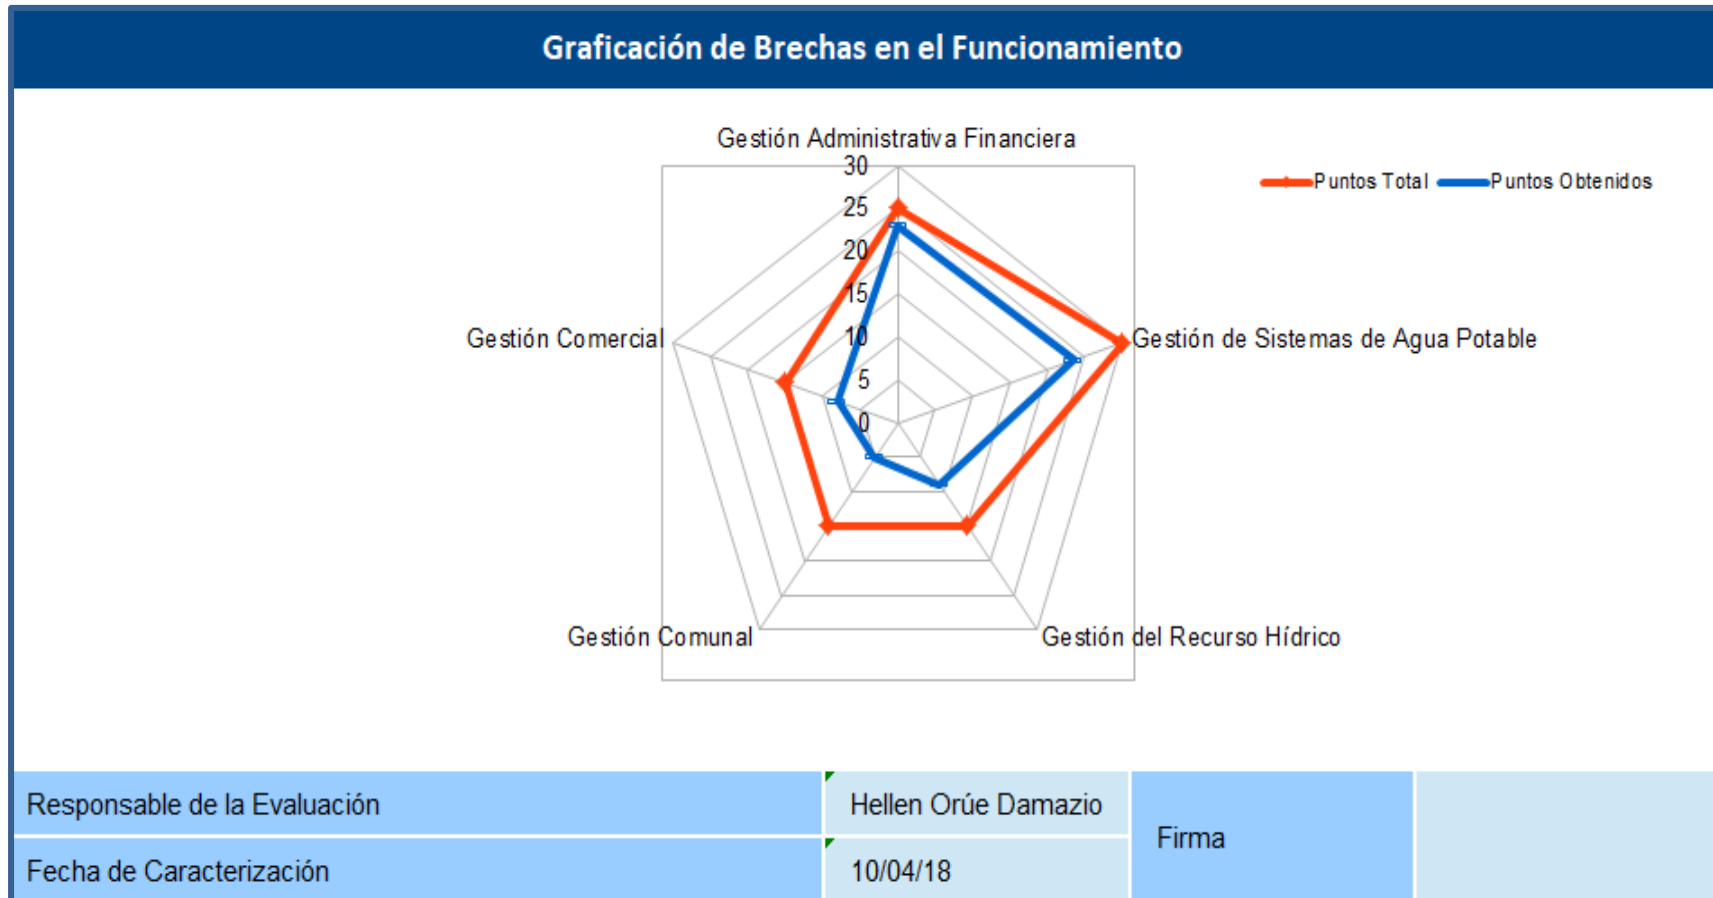 Graficación de Brechas en el Funcionamiento
Gestión Administrativa Financiera
30
25
20
15
10
5
0
Puntos Total
Puntos Obtenidos
Gestión Comercial
Gestión de Sistemas de Agua Potable
Gestión Comunal
Gestión del Recurso Hídrico
Responsable de la Evaluación
Hellen Orúe Damazio
Firma
Fecha de Caracterización
10/04/18